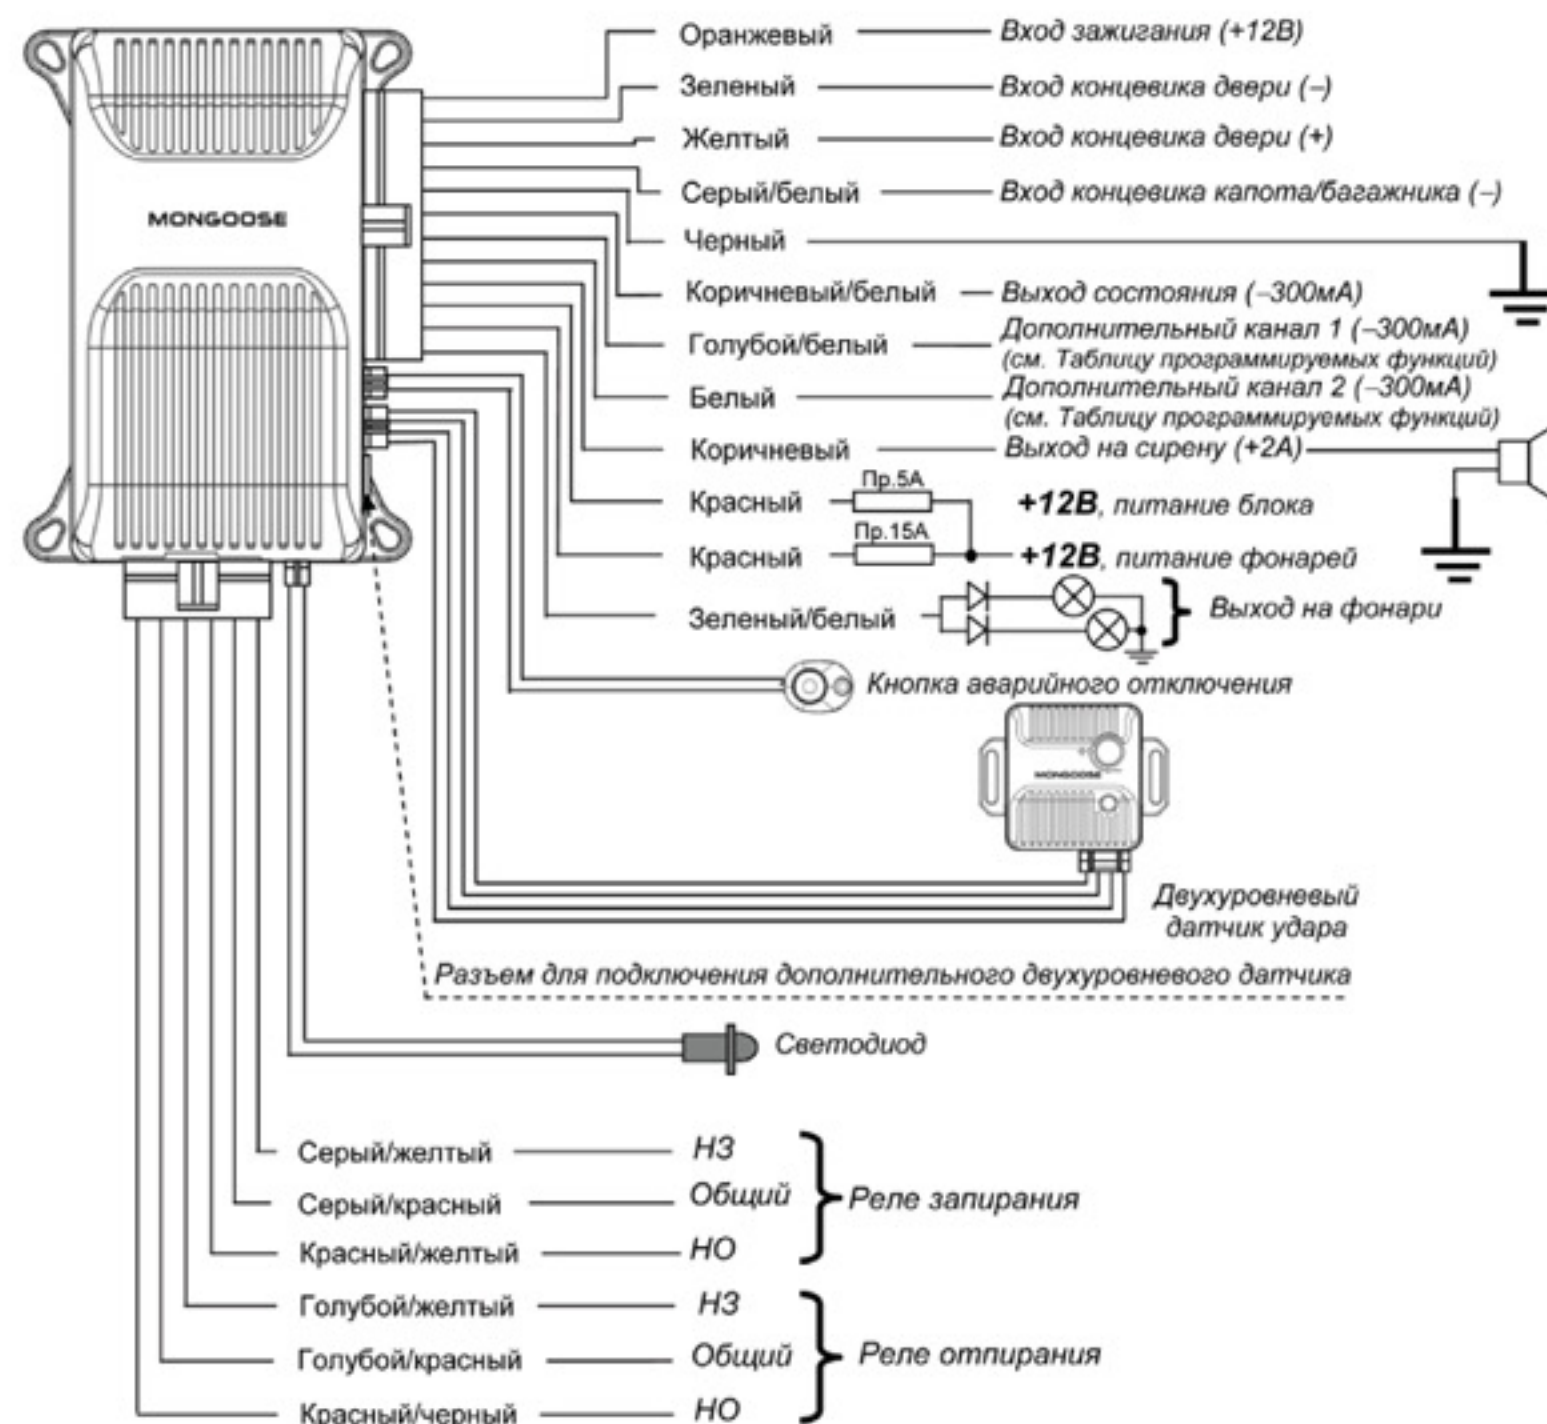 Оранжевый Вход зажигания (+12В)
Зеленый Вход концевика двери (–)
Желтый Вход концевика двери (+)
Серый/белый Вход концевика капота/багажника (–)
MONGOOSE
Черный
Коричневый/белый Выход состояния (–300мА)
Голубой/белый Дополнительный канал 1 (–300мА)
(см. Таблицу программируемых функций)
Белый Дополнительный канал 2 (–300мА)
(см. Таблицу программируемых функций)
Коричневый Выход на сирену (+2А)
Красный Пр.5А +12В, питание блока
Красный Пр.15А +12В, питание фонарей
Зеленый/белый Выход на фонари
Кнопка аварийного отключения
MONGOOSE
Двухуровневый
датчик удара
Разъем для подключения дополнительного двухуровневого датчика
Светодиод
Серый/желтый НЗ
Серый/красный Общий Реле запирания
Красный/желтый НО
Голубой/желтый НЗ
Голубой/красный Общий Реле отпирания
Красный/черный НО